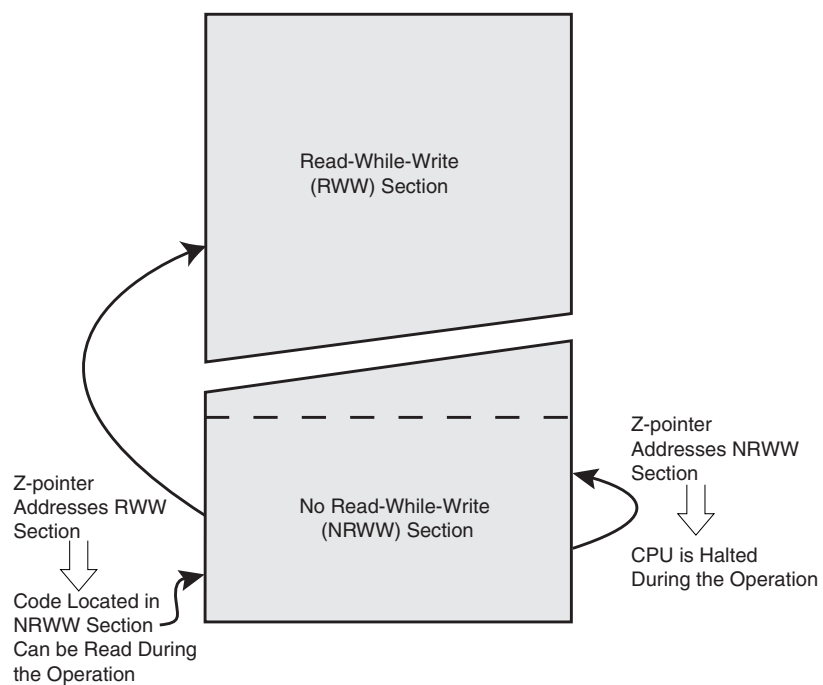 Read-While-Write
(RWW) Section
Z-pointer
Addresses NRWW
Section
Z-pointer
Addresses RWW
Section
No Read-While-Write
(NRWW) Section
CPU is Halted
During the Operation
Code Located in
NRWW Section
Can be Read During
the Operation